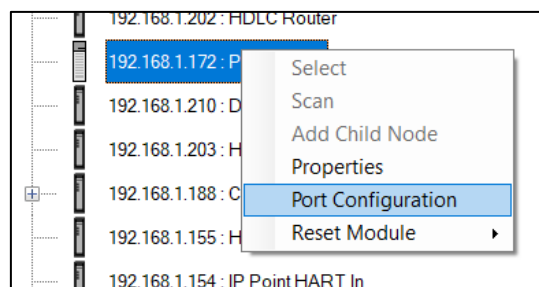 192.168.1.202 : HDLC Router
192.168.1.172 : P
Select
192.168.1.210 : D
Scan
Add Child Node
192.168.1.203 : H
Properties
192.168.1.188 : C
Port Configuration
192.168.1.155 : H
Reset Module
192.168.1.154 : IP Point HART In